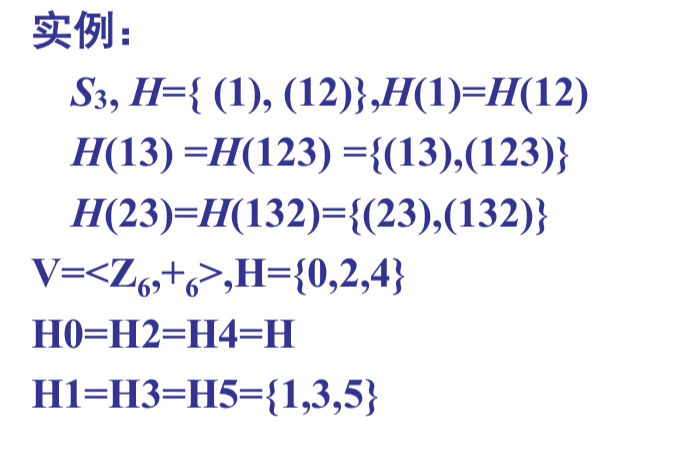 实例：
S₃, H={ (1), (12)},H(1)=H(12)
H(13) =H(123) ={(13),(123)}
H(23)=H(132)={(23),(132)}
V=<Z₆,+₆>,H={0,2,4}
H0=H2=H4=H
H1=H3=H5={1,3,5}